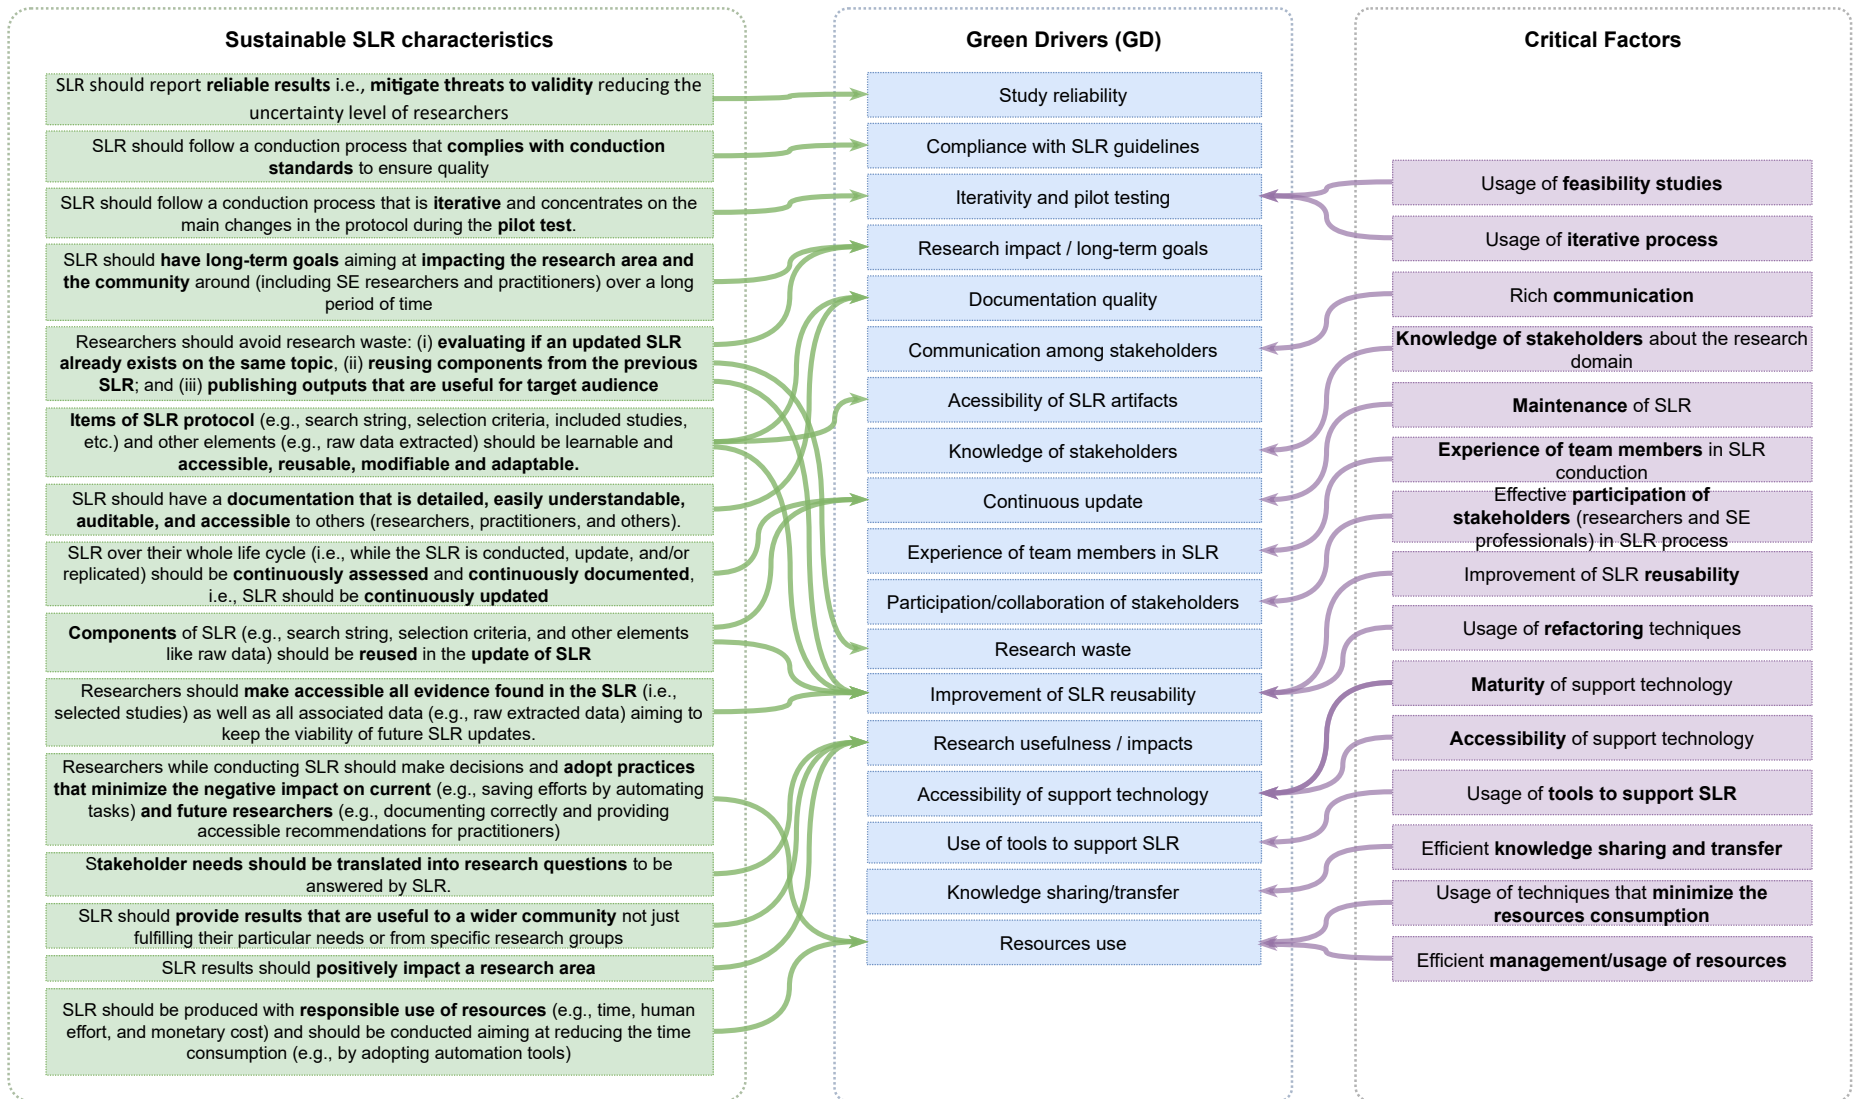 Sustainable SLR characteristics
SLR should report reliable results i.e., mitigate threats to validity reducing the
uncertainty level of researchers
SLR should follow a conduction process that complies with conduction
standards to ensure quality
SLR should follow a conduction process that is iterative and concentrates on the
main changes in the protocol during the pilot test.
SLR should have long-term goals aiming at impacting the research area and
the community around (including SE researchers and practitioners) over a long
period of time
Researchers should avoid research waste: (i) evaluating if an updated SLR
already exists on the same topic, (ii) reusing components from the previous
SLR; and (iii) publishing outputs that are useful for target audience
Items of SLR protocol (e.g., search string, selection criteria, included studies,
etc.) and other elements (e.g., raw data extracted) should be learnable and
accessible, reusable, modifiable and adaptable.
SLR should have a documentation that is detailed, easily understandable,
auditable, and accessible to others (researchers, practitioners, and others).
SLR over their whole life cycle (i.e., while the SLR is conducted, update, and/or
replicated) should be continuously assessed and continuously documented,
i.e., SLR should be continuously updated
Components of SLR (e.g., search string, selection criteria, and other elements
like raw data) should be reused in the update of SLR
Researchers should make accessible all evidence found in the SLR (i.e.,
selected studies) as well as all associated data (e.g., raw extracted data) aiming to
keep the viability of future SLR updates.
Researchers while conducting SLR should make decisions and adopt practices
that minimize the negative impact on current (e.g., saving efforts by automating
tasks) and future researchers (e.g., documenting correctly and providing
accessible recommendations for practitioners)
Stakeholder needs should be translated into research questions to be
answered by SLR.
SLR should provide results that are useful to a wider community not just
fulfilling their particular needs or from specific research groups
SLR results should positively impact a research area
SLR should be produced with responsible use of resources (e.g., time, human
effort, and monetary cost) and should be conducted aiming at reducing the time
consumption (e.g., by adopting automation tools)
Green Drivers (GD)
Study reliability
Compliance with SLR guidelines
Iterativity and pilot testing
Research impact / long-term goals
Documentation quality
Communication among stakeholders
Acessibility of SLR artifacts
Knowledge of stakeholders
Continuous update
Experience of team members in SLR
Participation/collaboration of stakeholders
Research waste
Improvement of SLR reusability
Research usefulness / impacts
Accessibility of support technology
Use of tools to support SLR
Knowledge sharing/transfer
Resources use
Critical Factors
Usage of feasibility studies
Usage of iterative process
Rich communication
Knowledge of stakeholders about the research
domain
Maintenance of SLR
Experience of team members in SLR
conduction
Effective participation of
stakeholders (researchers and SE
professionals) in SLR process
Improvement of SLR reusability
Usage of refactoring techniques
Maturity of support technology
Accessibility of support technology
Usage of tools to support SLR
Efficient knowledge sharing and transfer
Usage of techniques that minimize the
resources consumption
Efficient management/usage of resources